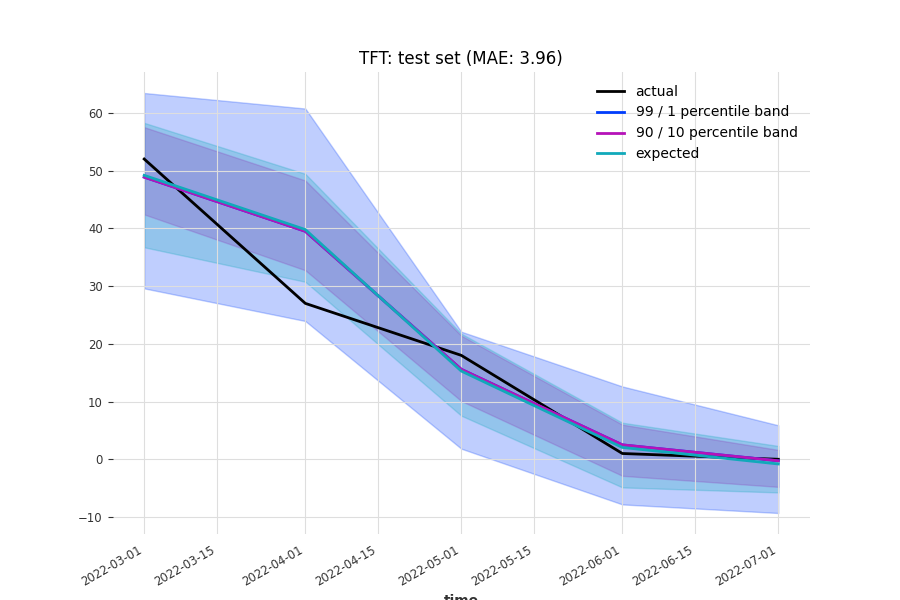 TFT: test set (MAE: 3.96)
actual
99 / 1 percentile band
90 / 10 percentile band
expected
60
50
40
30
20
10
0
−10
2022-03-01
2022-03-15
2022-04-01
2022-04-15
2022-05-01
2022-05-15
2022-06-01
2022-06-15
2022-07-01
time